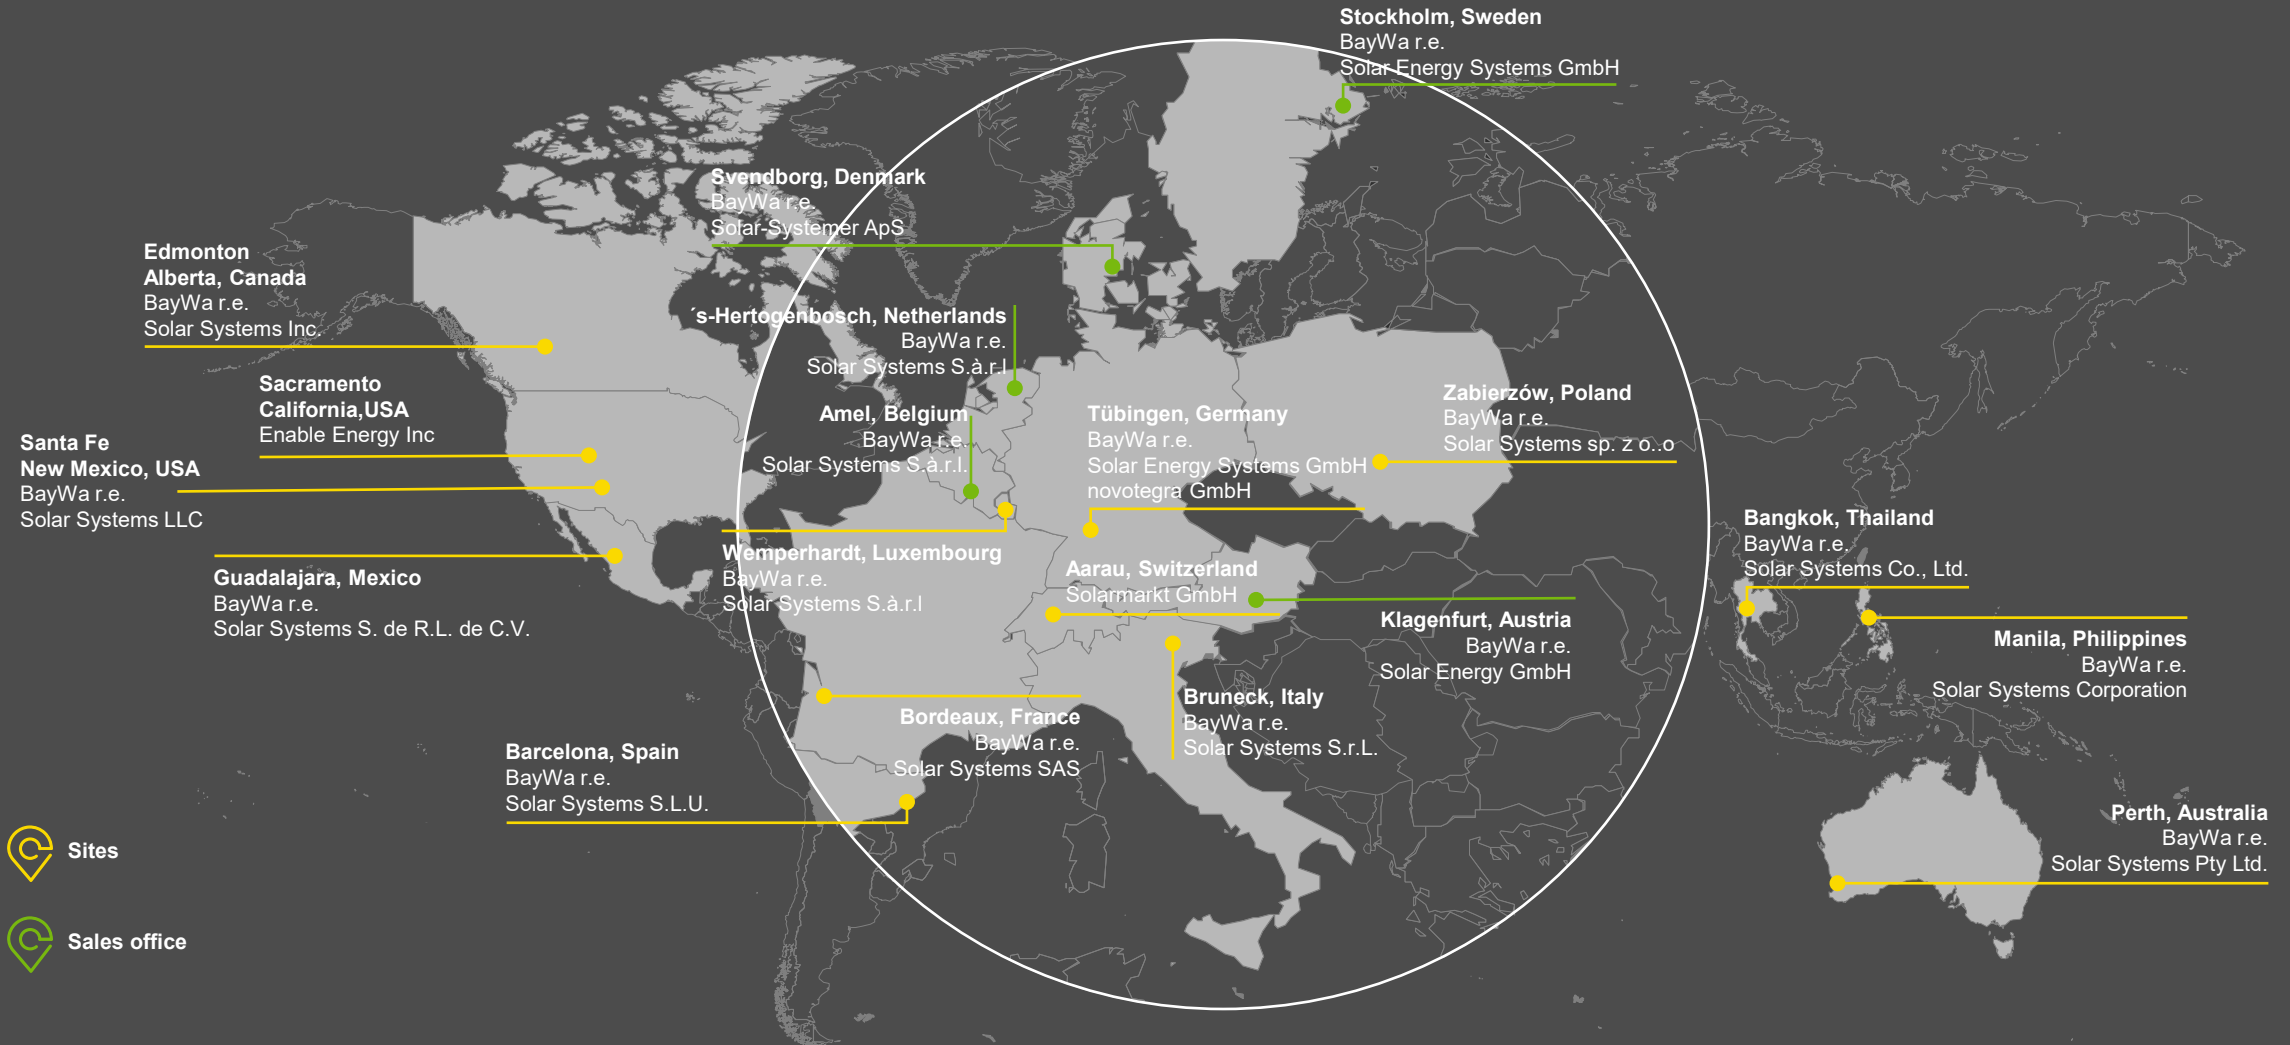 Stockholm, Sweden
BayWa r.e.
Solar Energy Systems GmbH
Svendborg, Denmark
BayWa r.e.
Solar-Systemer ApS
Edmonton
Alberta, Canada
BayWa r.e.
Solar Systems Inc.
´s-Hertogenbosch, Netherlands
BayWa r.e.
Solar Systems S.à.r.l
Sacramento
California,USA
Enable Energy Inc
Santa Fe
New Mexico, USA
BayWa r.e.
Solar Systems LLC
Amel, Belgium
BayWa r.e.
Solar Systems S.à.r.l.
Tübingen, Germany
BayWa r.e.
Solar Energy Systems GmbH
novotegra GmbH
Zabierzów, Poland
BayWa r.e.
Solar Systems sp. z o..o
Guadalajara, Mexico
BayWa r.e.
Solar Systems S. de R.L. de C.V.
Wemperhardt, Luxembourg
BayWa r.e.
Solar Systems S.à.r.l
Aarau, Switzerland
Solarmarkt GmbH
Klagenfurt, Austria
BayWa r.e.
Solar Energy GmbH
Bangkok, Thailand
BayWa r.e.
Solar Systems Co., Ltd.
Manila, Philippines
BayWa r.e.
Solar Systems Corporation
Bordeaux, France
BayWa r.e.
Solar Systems SAS
Bruneck, Italy
BayWa r.e.
Solar Systems S.r.L.
Barcelona, Spain
BayWa r.e.
Solar Systems S.L.U.
Perth, Australia
BayWa r.e.
Solar Systems Pty Ltd.
Sites
Sales office